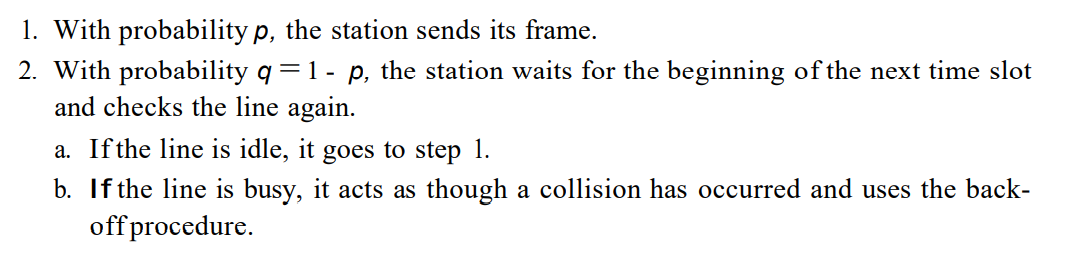 1. With probability p, the station sends its frame.
2. With probability q = 1 - p, the station waits for the beginning of the next time slot
and checks the line again.
a. If the line is idle, it goes to step 1.
b. If the line is busy, it acts as though a collision has occurred and uses the back-
off procedure.